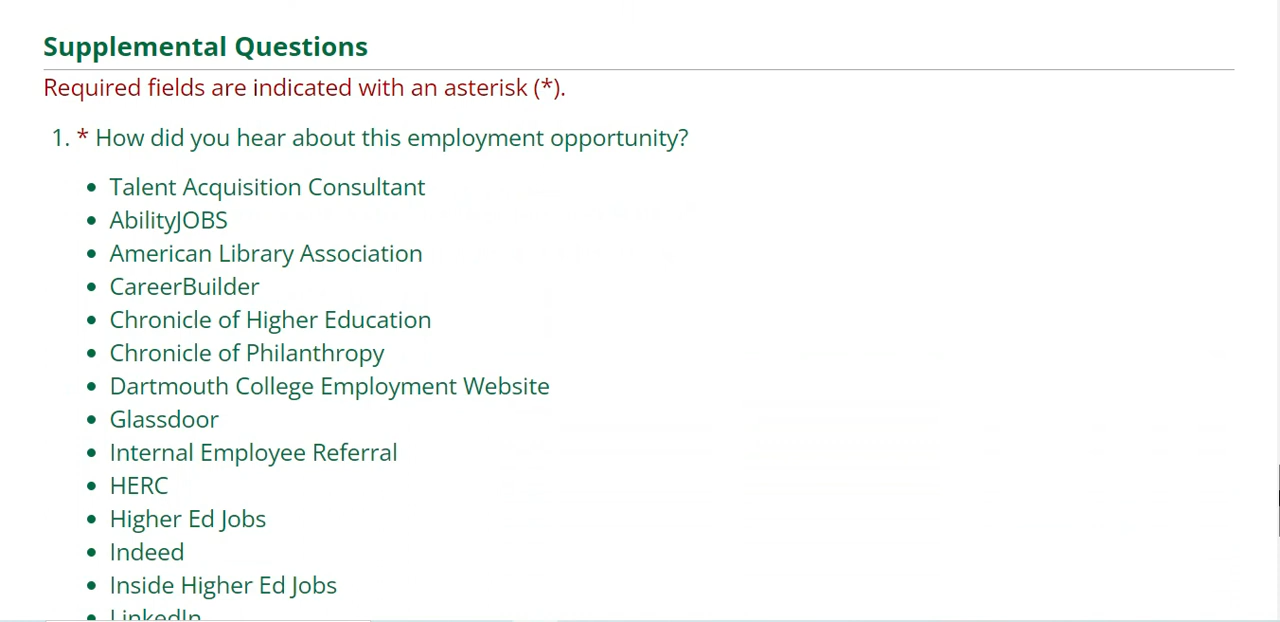 Supplemental Questions
Required fields are indicated with an asterisk (*).
1. * How did you hear about this employment opportunity?
• Talent Acquisition Consultant
• AbilityJOBS
• American Library Association
• CareerBuilder
• Chronicle of Higher Education
• Chronicle of Philanthropy
• Dartmouth College Employment Website
• Glassdoor
• Internal Employee Referral
• HERC
• Higher Ed Jobs
• Indeed
• Inside Higher Ed Jobs
• LinkedIn